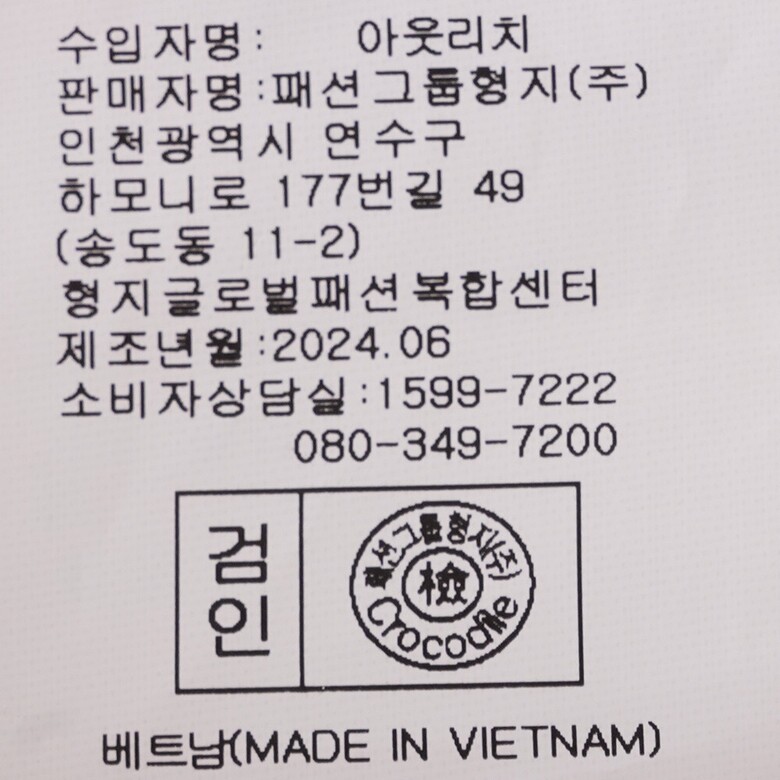 수입자명: 아웃리치
판매자명:패션그룹형지(주)
인천광역시 연수구
하모니로 177번길 49
(송도동 11-2)
형지글로벌패션복합센터
제조년월:2024.06
소비자상담실:1599-7222
080-349-7200
검인
패션그룹형지(주)
檢
Crocodile
베트남(MADE IN VIETNAM)